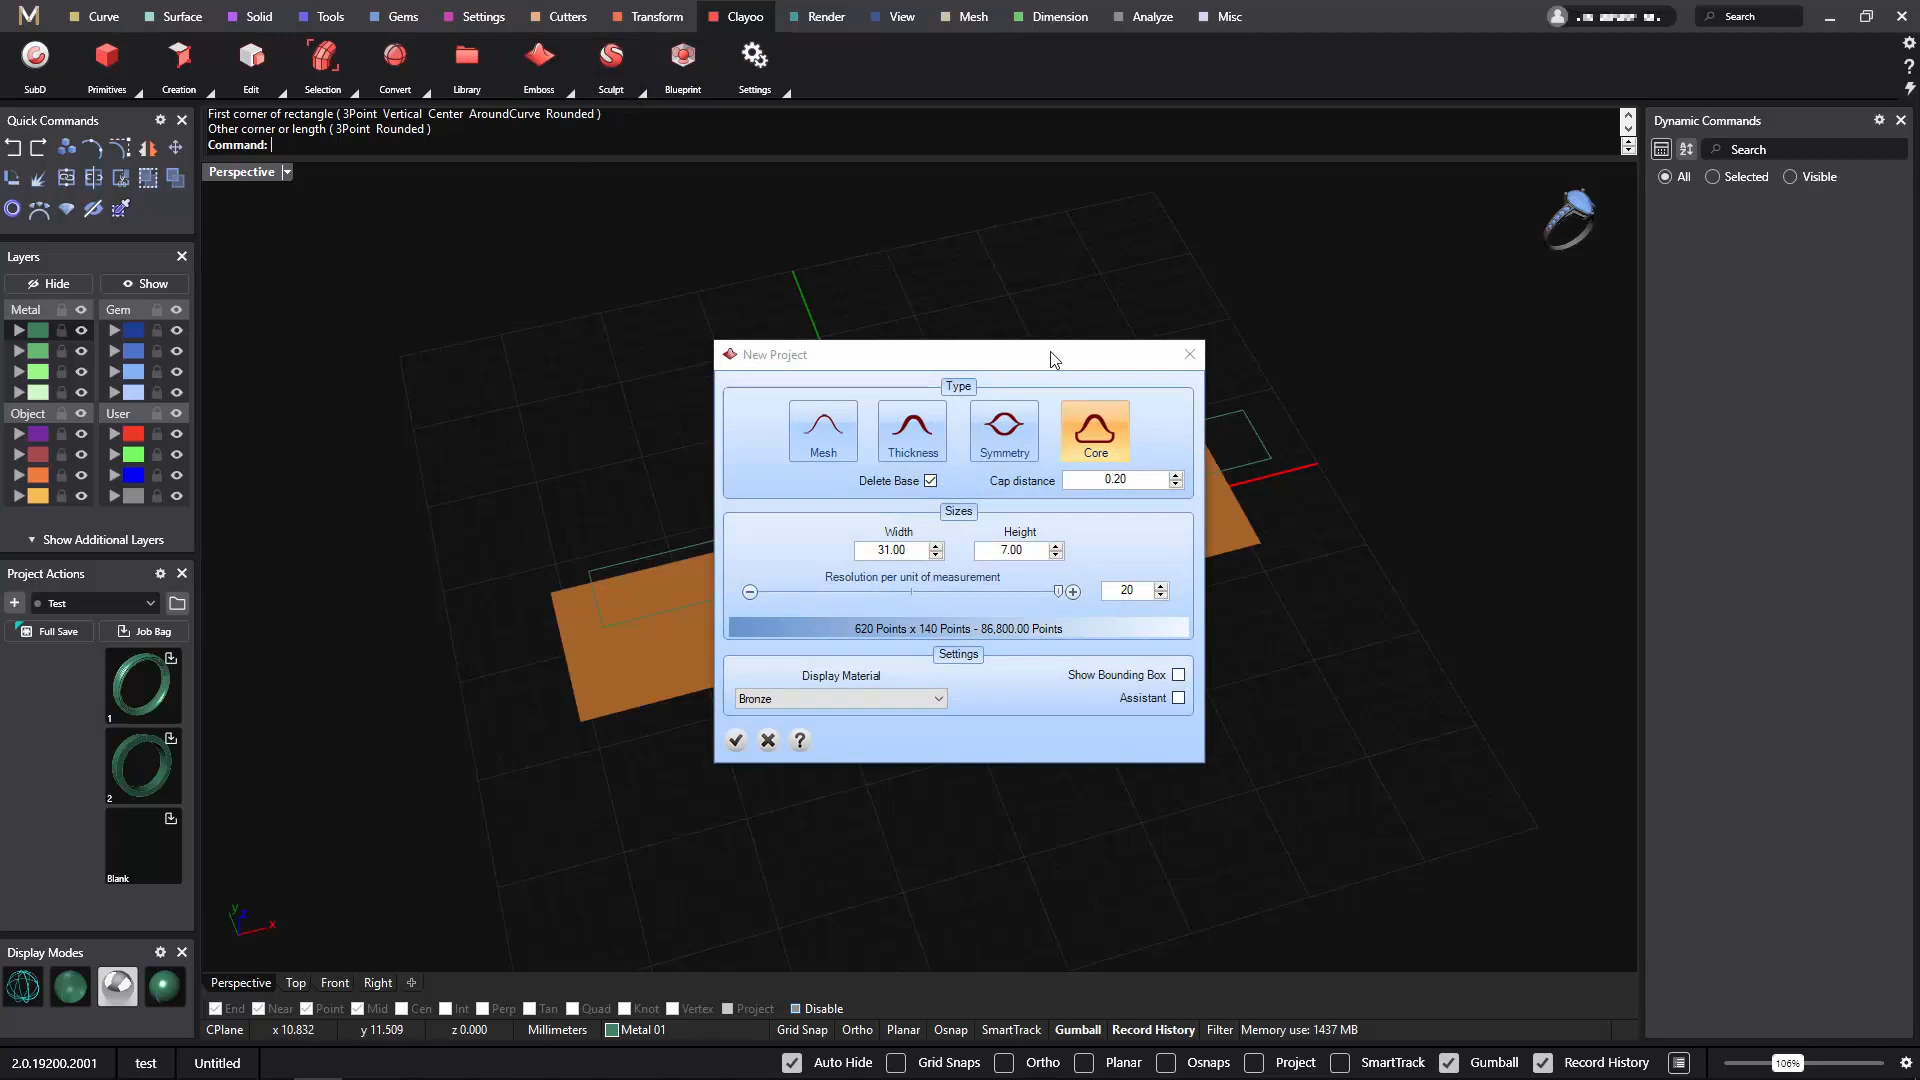 M Curve Surface Solid Tools Gems Settings Cutters Transform Clayoo Render View Mesh Dimension Analyze Misc Search
SubD Primitives Creation Edit Selection Convert Library Emboss Sculpt Blueprint Settings
Quick Commands
First corner of rectangle ( 3Point Vertical Center AroundCurve Rounded )
Other corner or length ( 3Point Rounded )
Command:
Perspective
Dynamic Commands
Search
All Selected Visible
Layers
Hide Show
Metal Gem
Object User
Show Additional Layers
Project Actions
Test
Full Save Job Bag
1
2
Blank
Display Modes
New Project
Type
Mesh Thickness Symmetry Core
Delete Base Cap distance 0.20
Sizes
Width Height
31.00 7.00
Resolution per unit of measurement
20
620 Points x 140 Points - 86,800.00 Points
Settings
Display Material Show Bounding Box
Bronze Assistant
y z x
Perspective Top Front Right
End Near Point Mid Cen Int Perp Tan Quad Knot Vertex Project Disable
CPlane x 10.832 y 11.509 z 0.000 Millimeters Metal 01 Grid Snap Ortho Planar Osnap SmartTrack Gumball Record History Filter Memory use: 1437 MB
2.0.19200.2001 test Untitled Auto Hide Grid Snaps Ortho Planar Osnaps Project SmartTrack Gumball Record History 106%